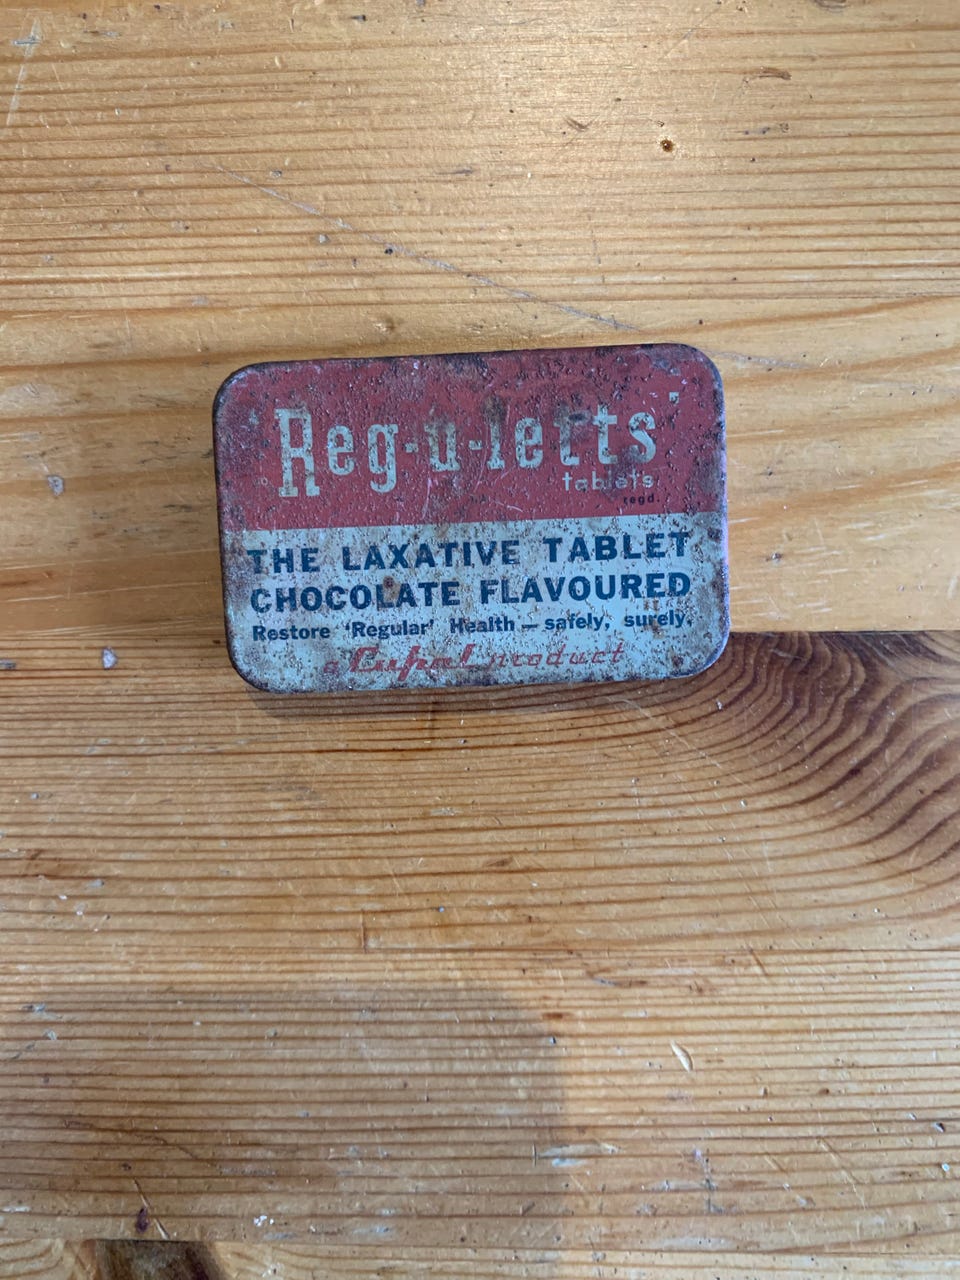 'Reg-u-letts'
tablets
regd.
THE LAXATIVE TABLET
CHOCOLATE FLAVOURED
Restore 'Regular' Health — safely, surely.
a Cupal product